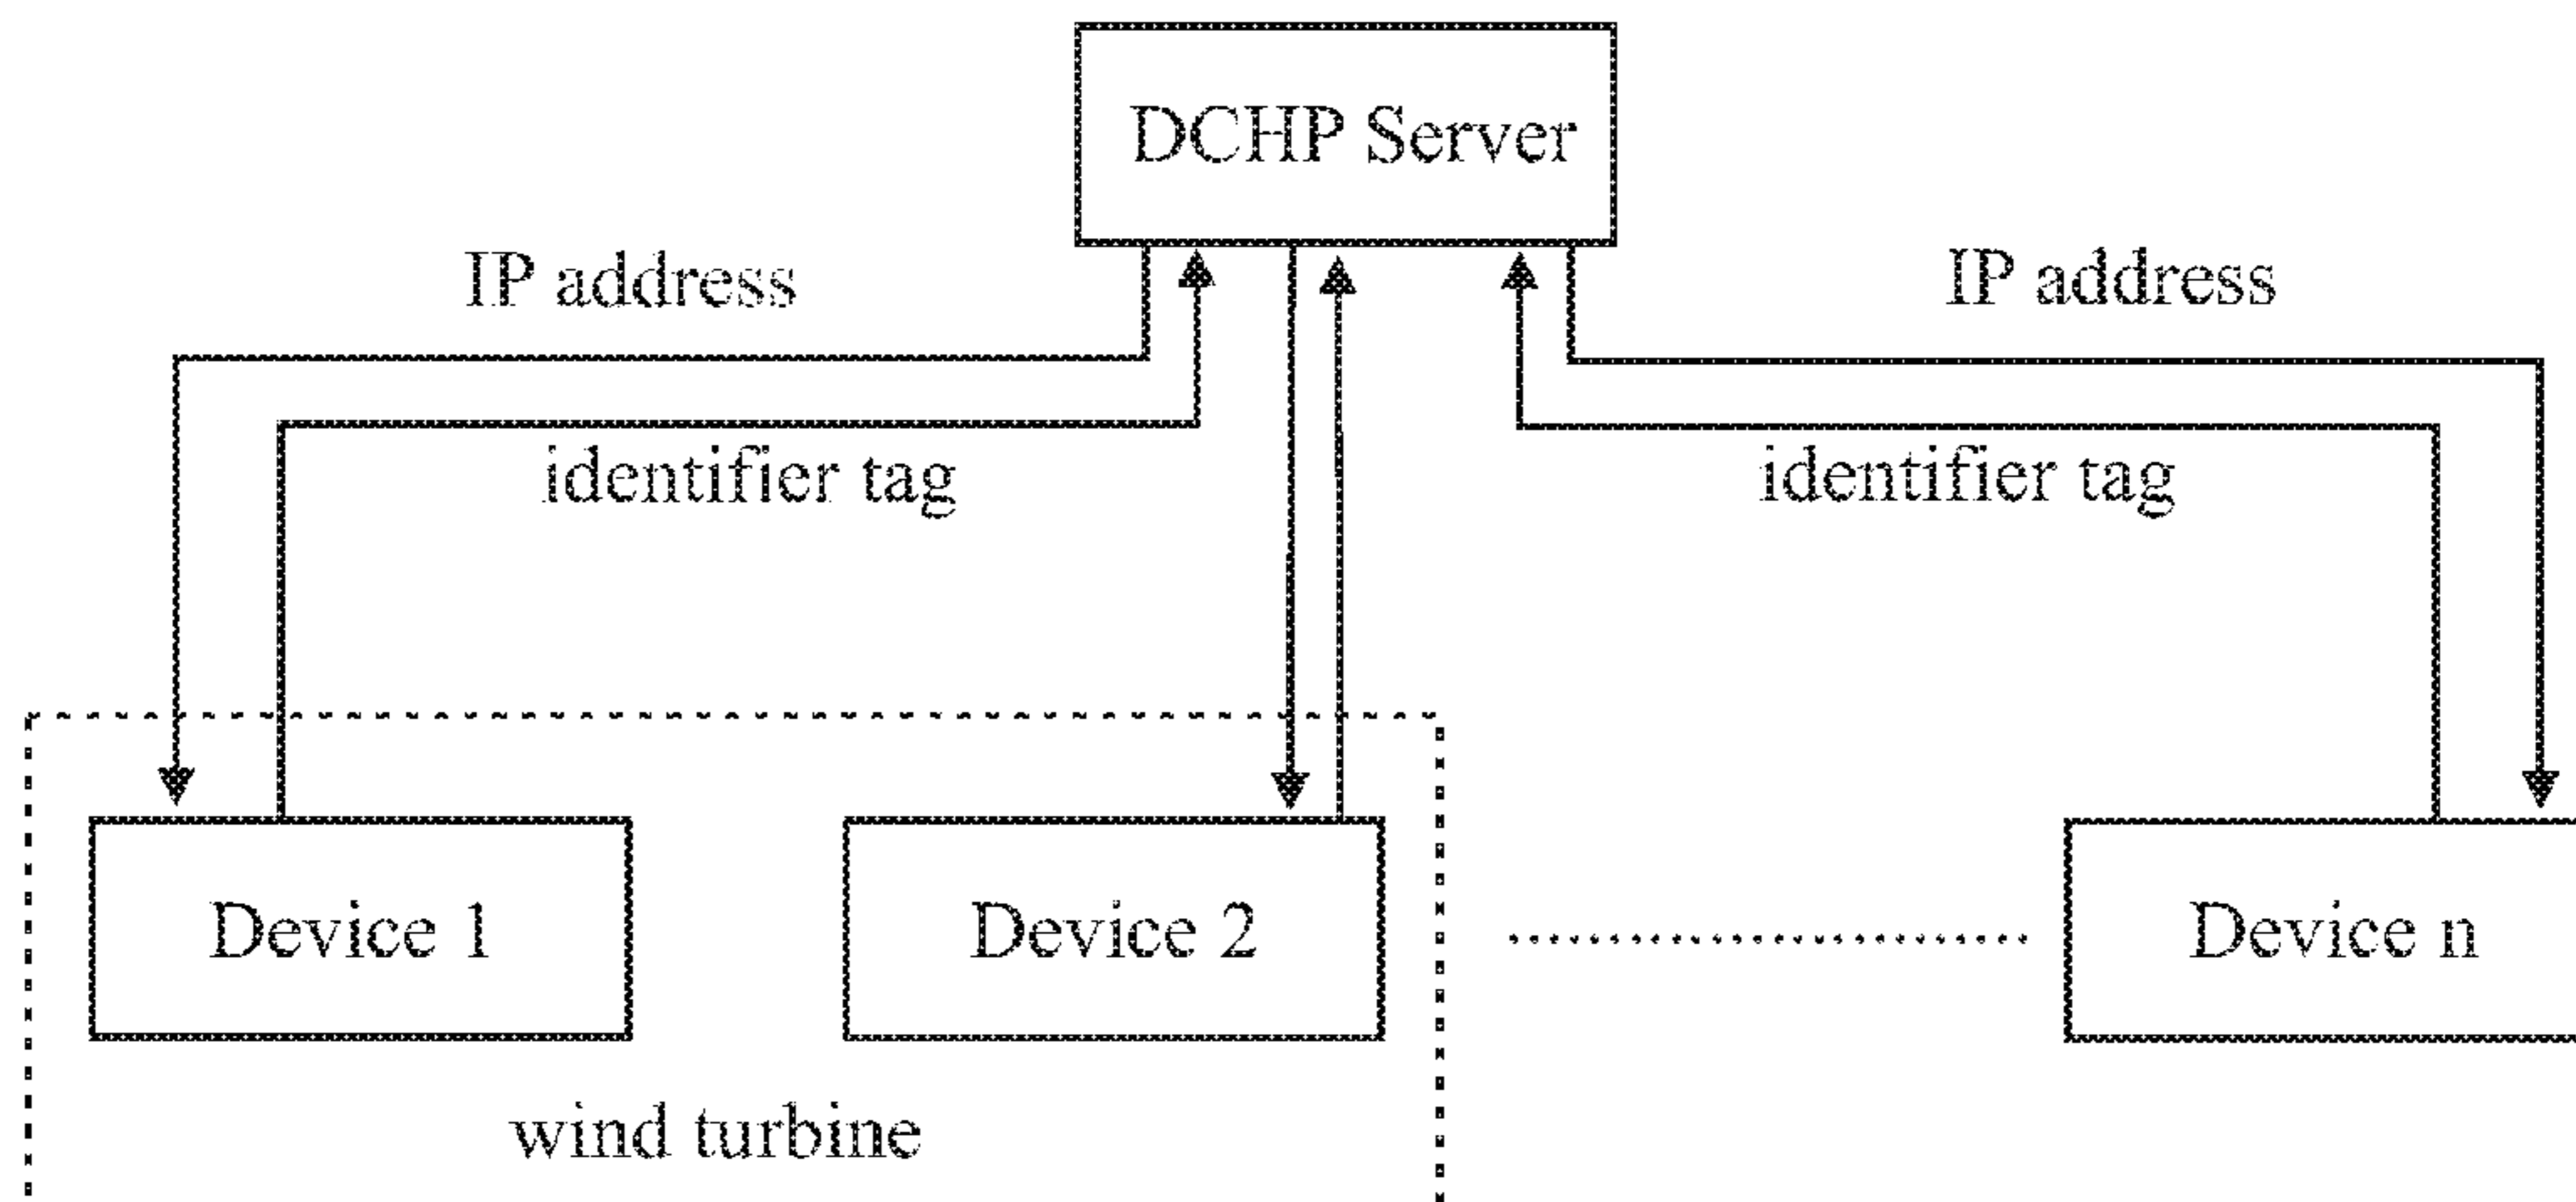 DCHP Server
IP address
IP address
identifier tag
identifier tag
Device 1
Device 2
Device n
wind turbine